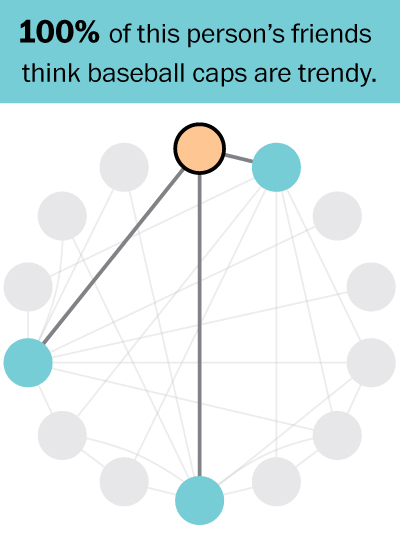 100% of this person’s friends
think baseball caps are trendy.